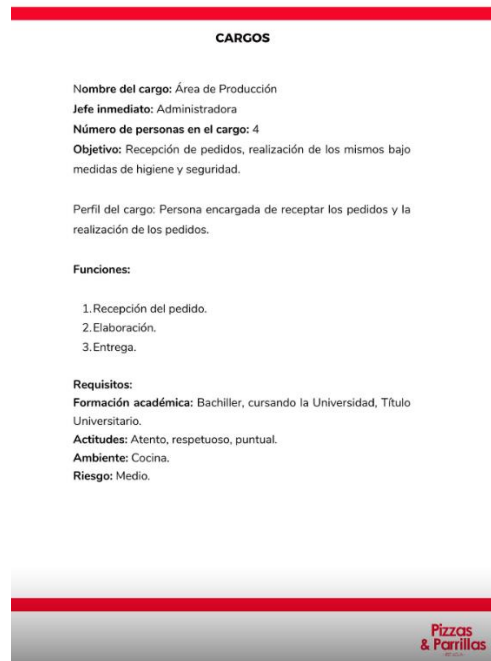 CARGOS
Nombre del cargo: Área de Producción
Jefe inmediato: Administradora
Número de personas en el cargo: 4
Objetivo: Recepción de pedidos, realización de los mismos bajo
medidas de higiene y seguridad.
Perfil del cargo: Persona encargada de receptar los pedidos y la
realización de los pedidos.
Funciones:
1. Recepción del pedido.
2. Elaboración.
3. Entrega.
Requisitos:
Formación académica: Bachiller, cursando la Universidad, Título
Universitario.
Actitudes: Atento, respetuoso, puntual.
Ambiente: Cocina.
Riesgo: Medio.
Pizzas
& Parrillas